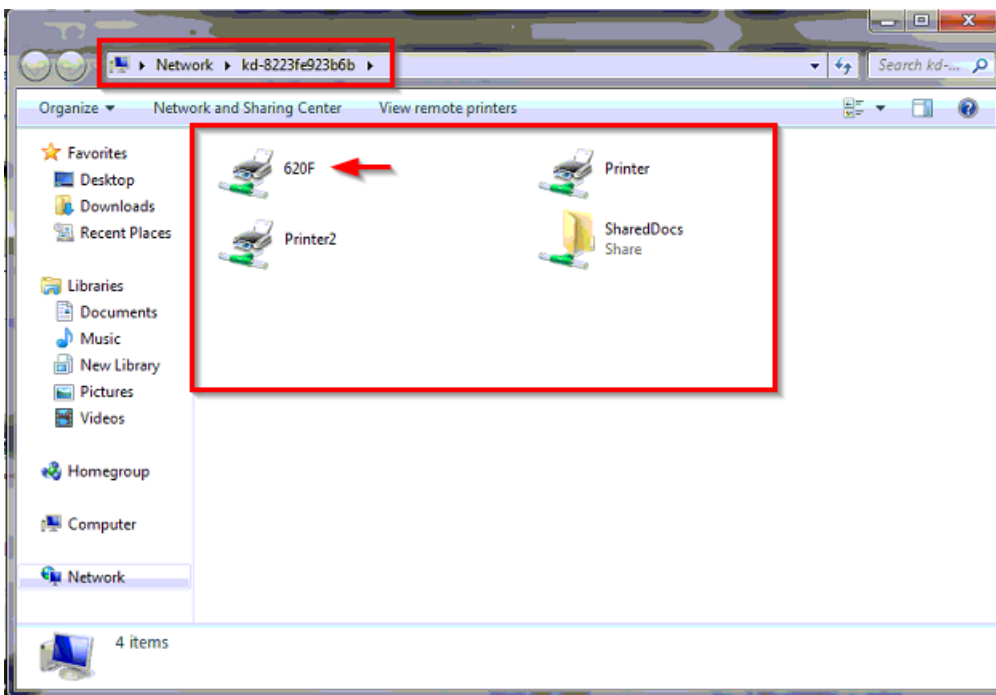 Network ▸ kd-8223fe923b6b ▸
Search kd-...
Organize
Network and Sharing Center
View remote printers
Favorites
Desktop
Downloads
Recent Places
Libraries
Documents
Music
New Library
Pictures
Videos
Homegroup
Computer
Network
620F
Printer
Printer2
SharedDocs
Share
4 items